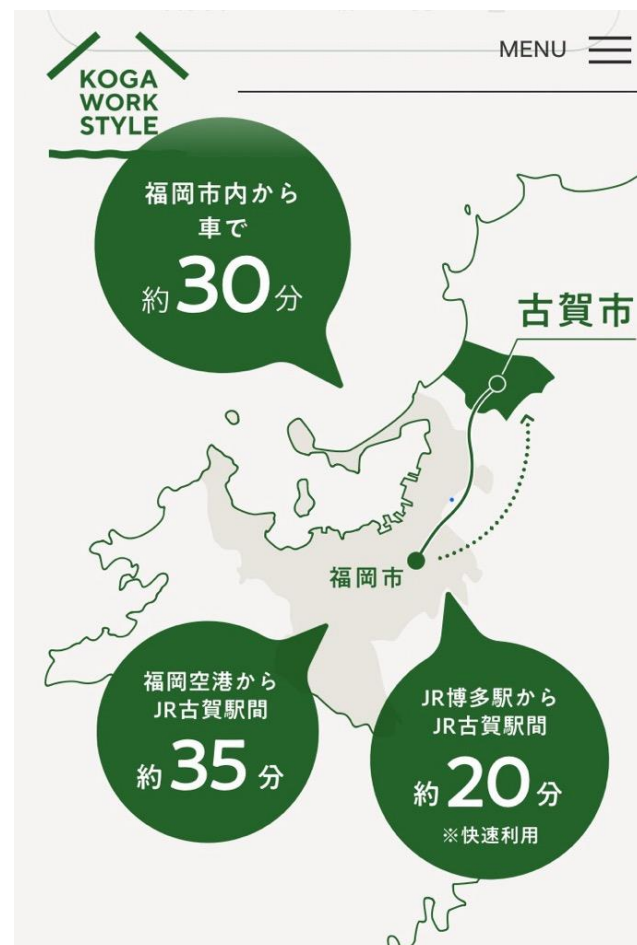 MENU
KOGA
WORK
STYLE
福岡市内から
車で
約30分
古賀市
福岡市
福岡空港から
JR古賀駅間
約35分
JR博多駅から
JR古賀駅間
約20分
※快速利用